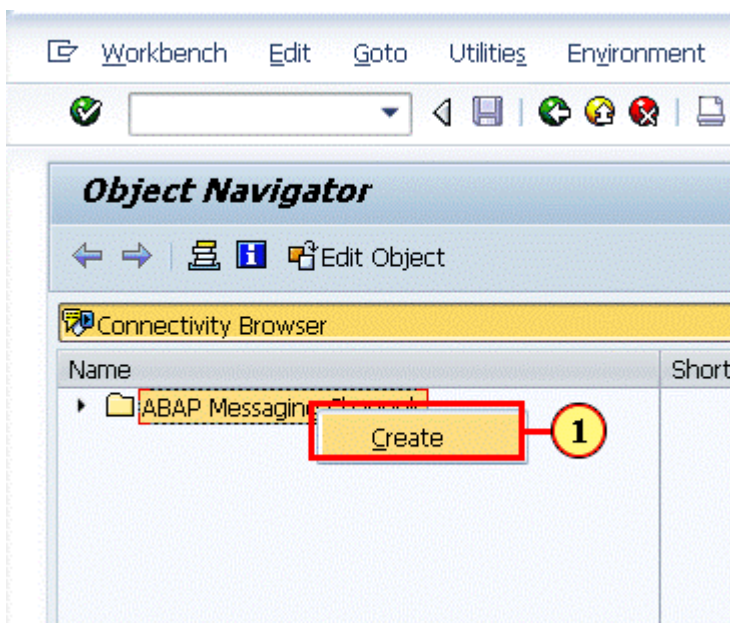 Workbench Edit Goto Utilities Environment
Object Navigator
Edit Object
Connectivity Browser
Name Short
ABAP Messaging
Create
1